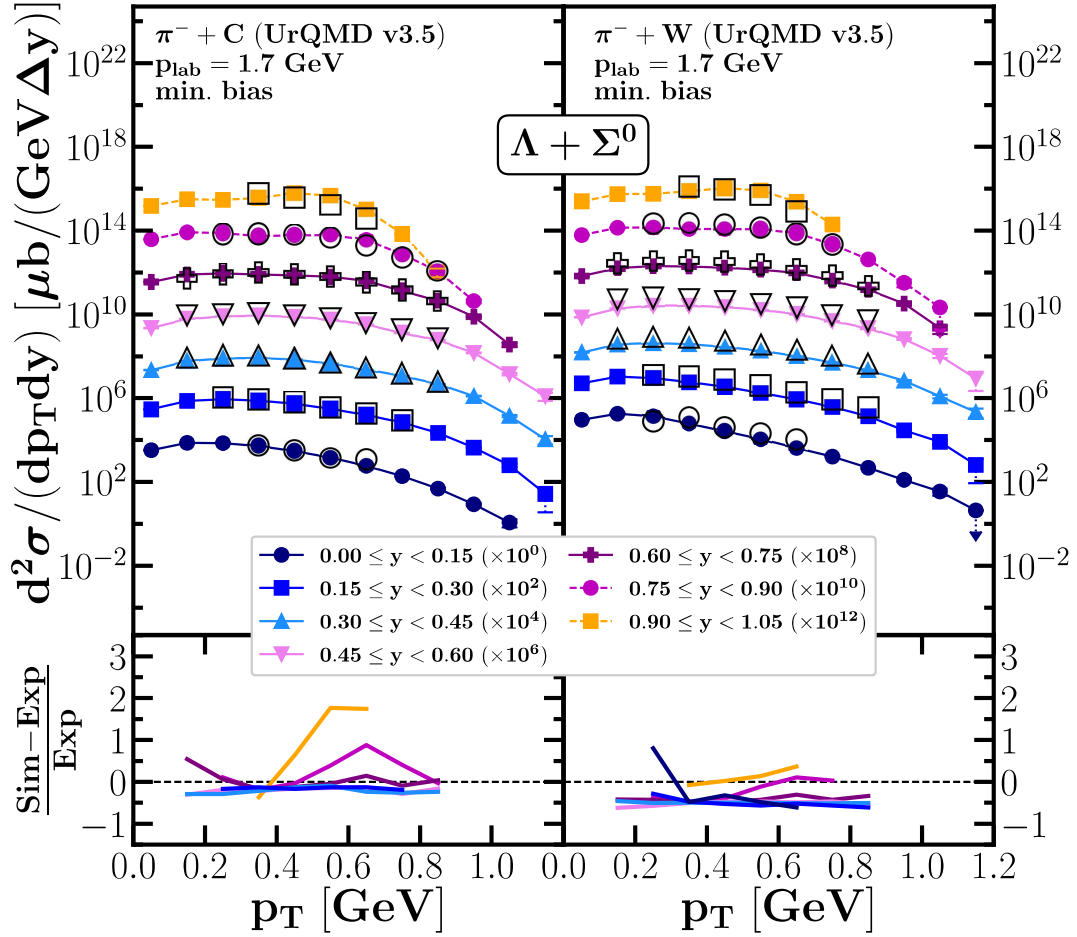 π⁻ + C (UrQMD v3.5)
p_lab = 1.7 GeV
min. bias
π⁻ + W (UrQMD v3.5)
p_lab = 1.7 GeV
min. bias
Λ + Σ⁰
d²σ/(dp_Tdy) [μb/(GeVΔy)]
10²²
10¹⁸
10¹⁴
10¹⁰
10⁶
10²
10⁻²
10²²
10¹⁸
10¹⁴
10¹⁰
10⁶
10²
10⁻²
0.00 ≤ y < 0.15 (×10⁰)
0.15 ≤ y < 0.30 (×10²)
0.30 ≤ y < 0.45 (×10⁴)
0.45 ≤ y < 0.60 (×10⁶)
0.60 ≤ y < 0.75 (×10⁸)
0.75 ≤ y < 0.90 (×10¹⁰)
0.90 ≤ y < 1.05 (×10¹²)
Sim−Exp
Exp
3
2
1
0
−1
3
2
1
0
−1
0.0 0.2 0.4 0.6 0.8 1.0 0.0 0.2 0.4 0.6 0.8 1.0 1.2
p_T [GeV]
p_T [GeV]